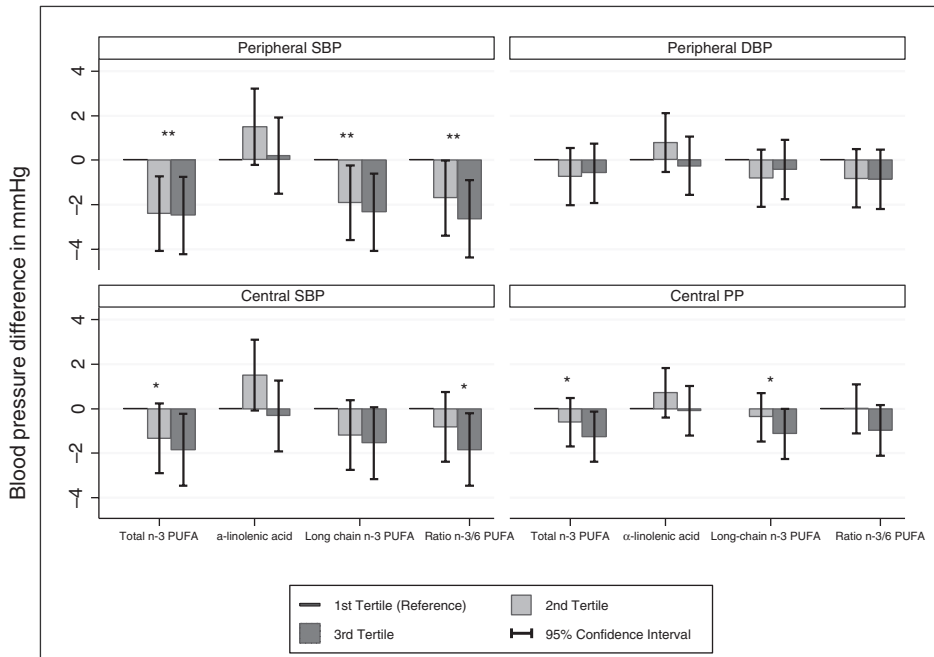 Blood pressure difference in mmHg
Peripheral SBP
4
2
0
−2
−4
**
**
**
Peripheral DBP
Central SBP
4
2
0
−2
−4
*
*
Total n-3 PUFA
a-linolenic acid
Long chain n-3 PUFA
Ratio n-3/6 PUFA
Central PP
*
*
Total n-3 PUFA
α-linolenic acid
Long-chain n-3 PUFA
Ratio n-3/6 PUFA
1st Tertile (Reference)
2nd Tertile
3rd Tertile
95% Confidence Interval